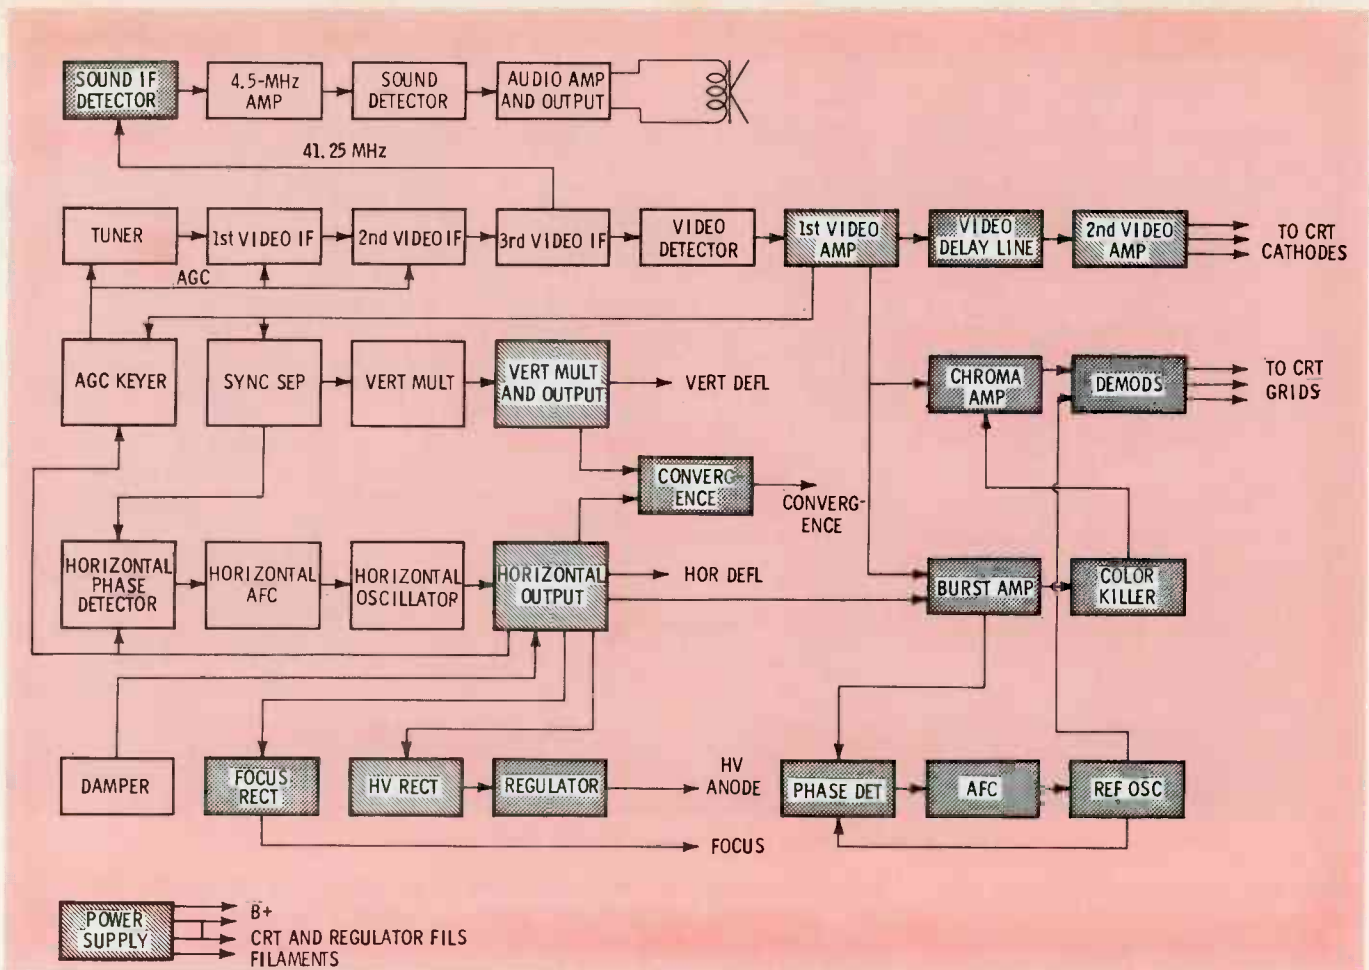 SOUND IF
DETECTOR
4.5-MHz
AMP
SOUND
DETECTOR
AUDIO AMP
AND OUTPUT
41.25 MHz
TUNER
1st VIDEO IF
2nd VIDEO IF
3rd VIDEO IF
VIDEO
DETECTOR
1st VIDEO
AMP
VIDEO
DELAY LINE
2nd VIDEO
AMP
TO CRT
CATHODES
AGC
AGC KEYER
SYNC SEP
VERT MULT
VERT MULT
AND OUTPUT
VERT DEFL
CHROMA
AMP
DEMODS
TO CRT
GRIDS
CONVERG
ENCE
CONVERG-
ENCE
HORIZONTAL
PHASE
DETECTOR
HORIZONTAL
AFC
HORIZONTAL
OSCILLATOR
HORIZONTAL
OUTPUT
HOR DEFL
BURST AMP
COLOR
KILLER
DAMPER
FOCUS
RECT
HV RECT
REGULATOR
HV
ANODE
PHASE DET
AFC
REF OSC
FOCUS
POWER
SUPPLY
B+
CRT AND REGULATOR FILS
FILAMENTS